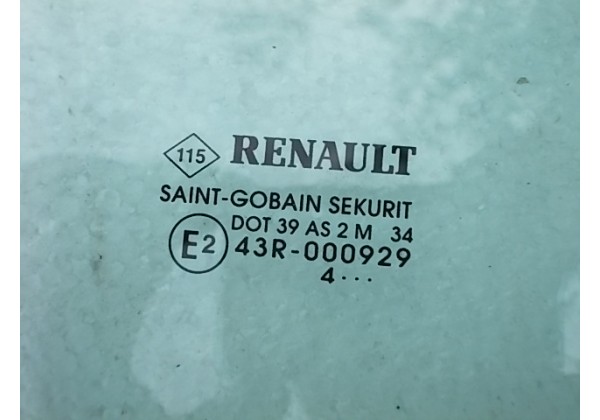 115 RENAULT
SAINT-GOBAIN SEKURIT
DOT 39 AS 2 M 34
E2 43R-000929
4...